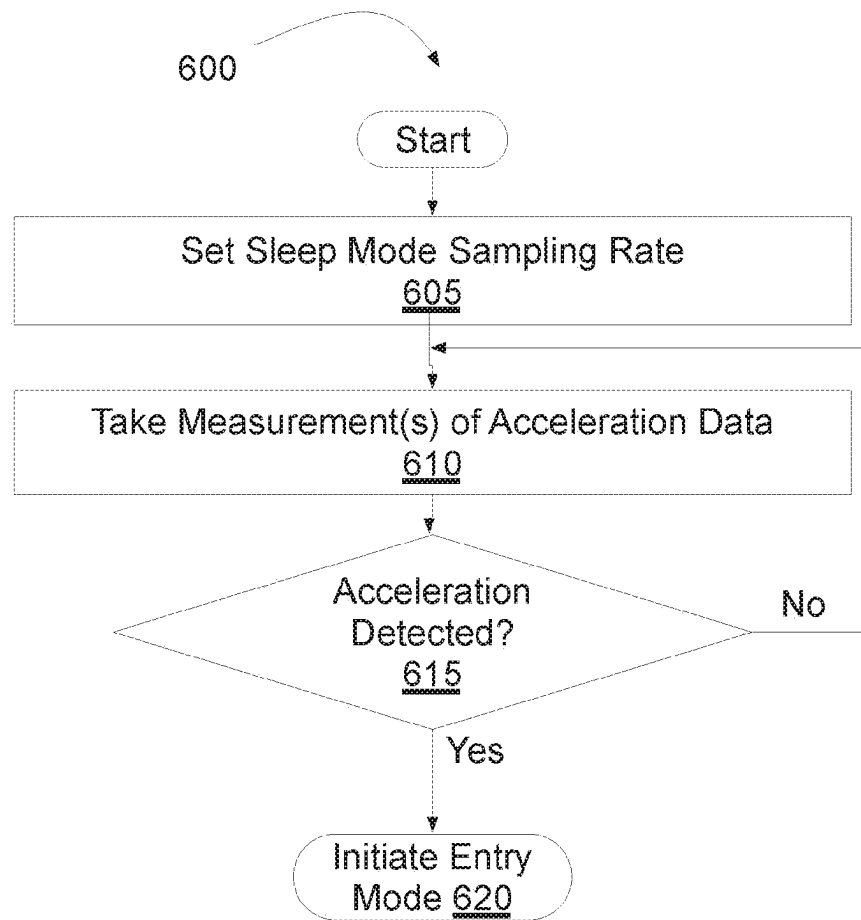 600
Start
Set Sleep Mode Sampling Rate
605
Take Measurement(s) of Acceleration Data
610
Acceleration
Detected?
615
No
Yes
Initiate Entry
Mode 620